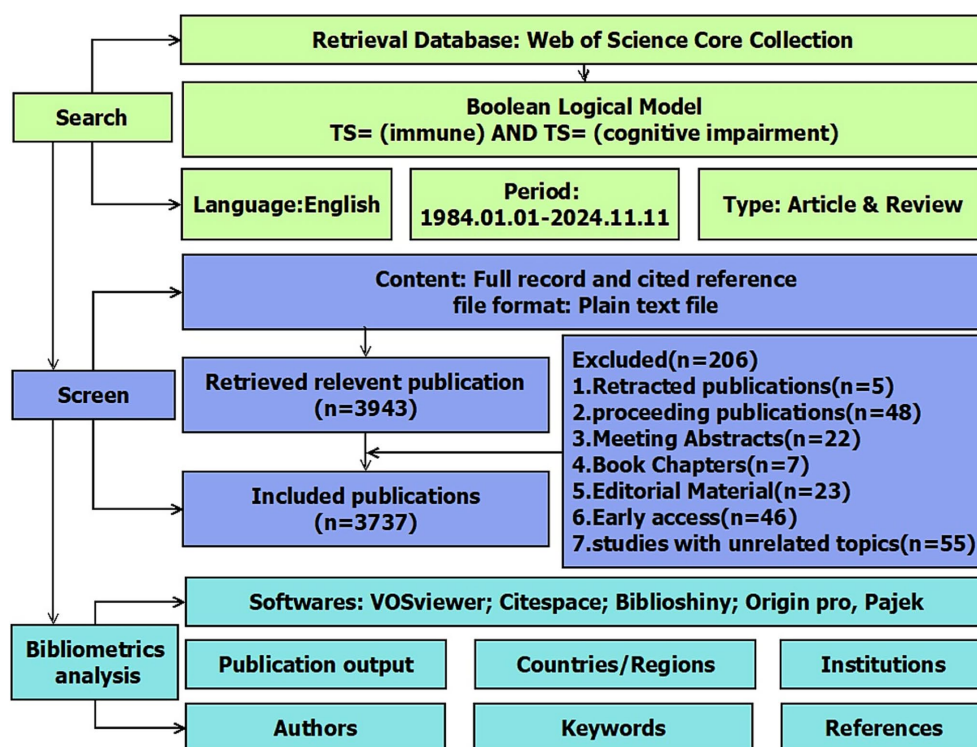 Retrieval Database: Web of Science Core Collection
Search
Boolean Logical Model
TS= (immune) AND TS= (cognitive impairment)
Language:English
Period:
1984.01.01-2024.11.11
Type: Article & Review
Content: Full record and cited reference
file format: Plain text file
Screen
Retrieved relevent publication
(n=3943)
Included publications
(n=3737)
Excluded(n=206)
1.Retracted publications(n=5)
2.proceeding publications(n=48)
3.Meeting Abstracts(n=22)
4.Book Chapters(n=7)
5.Editorial Material(n=23)
6.Early access(n=46)
7.studies with unrelated topics(n=55)
Bibliometrics
analysis
Softwares: VOSviewer; Citespace; Biblioshiny; Origin pro, Pajek
Publication output
Countries/Regions
Institutions
Authors
Keywords
References